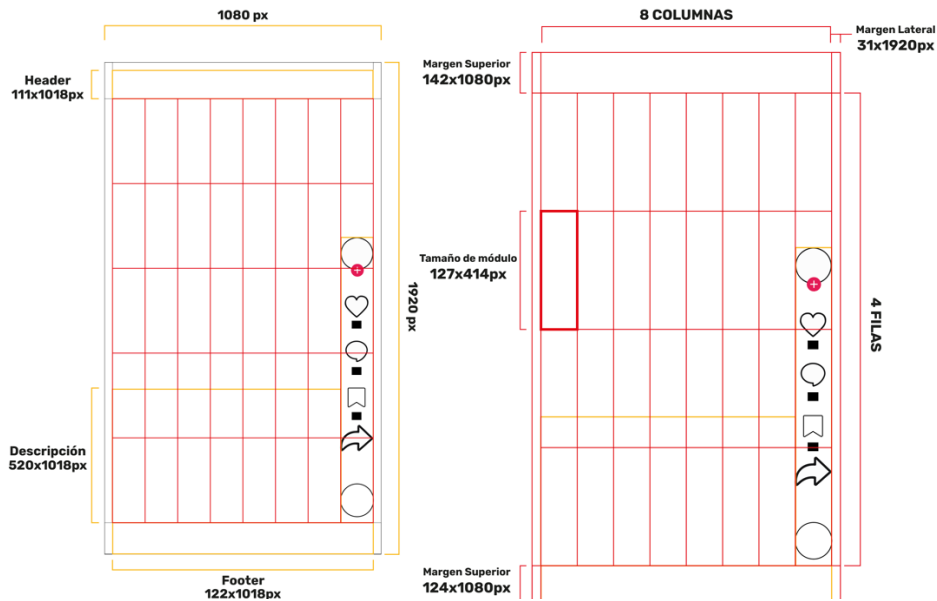 1080 px
Header
111x1018px
1920 px
Descripción
520x1018px
Footer
122x1018px
8 COLUMNAS
Margen Lateral
31x1920px
Margen Superior
142x1080px
Tamaño de módulo
127x414px
4 FILAS
Margen Superior
124x1080px